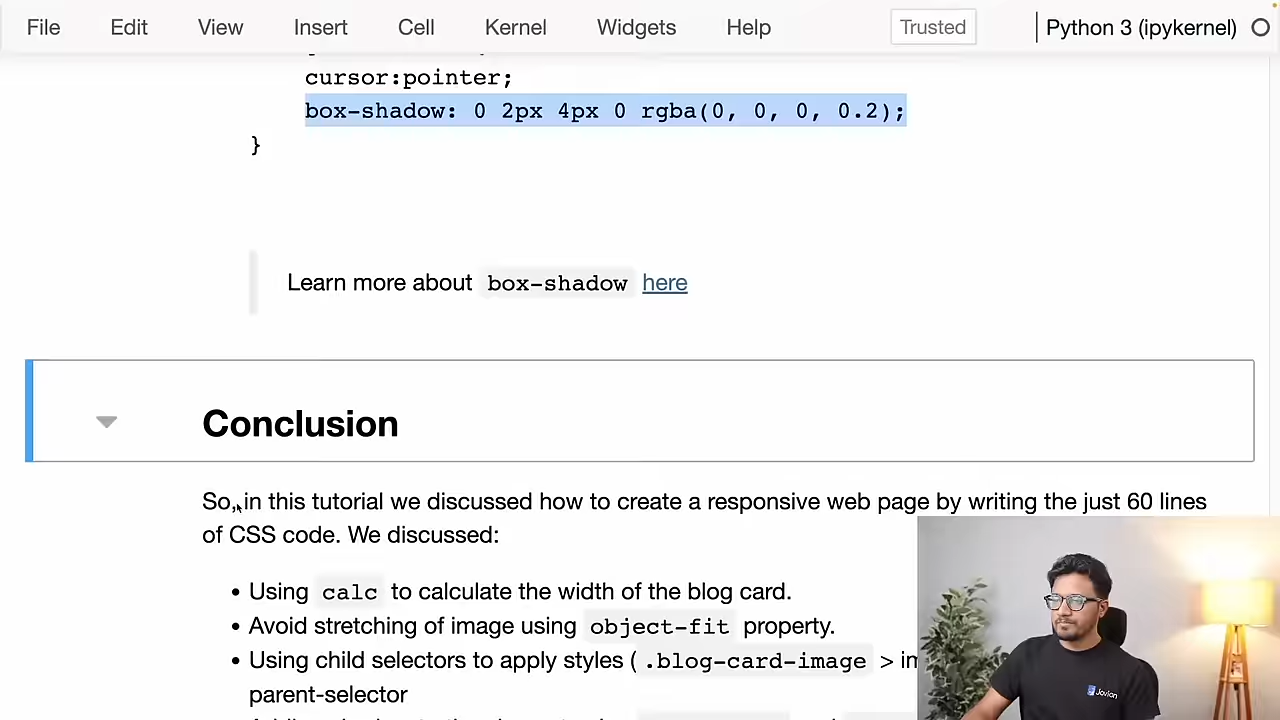 File Edit View Insert Cell Kernel Widgets Help Trusted Python 3 (ipykernel)
cursor:pointer;
box-shadow: 0 2px 4px 0 rgba(0, 0, 0, 0.2);
}
Learn more about box-shadow here
Conclusion
So, in this tutorial we discussed how to create a responsive web page by writing the just 60 lines
of CSS code. We discussed:
• Using calc to calculate the width of the blog card.
• Avoid stretching of image using object-fit property.
• Using child selectors to apply styles ( .blog-card-image >
parent-selector
Jovian